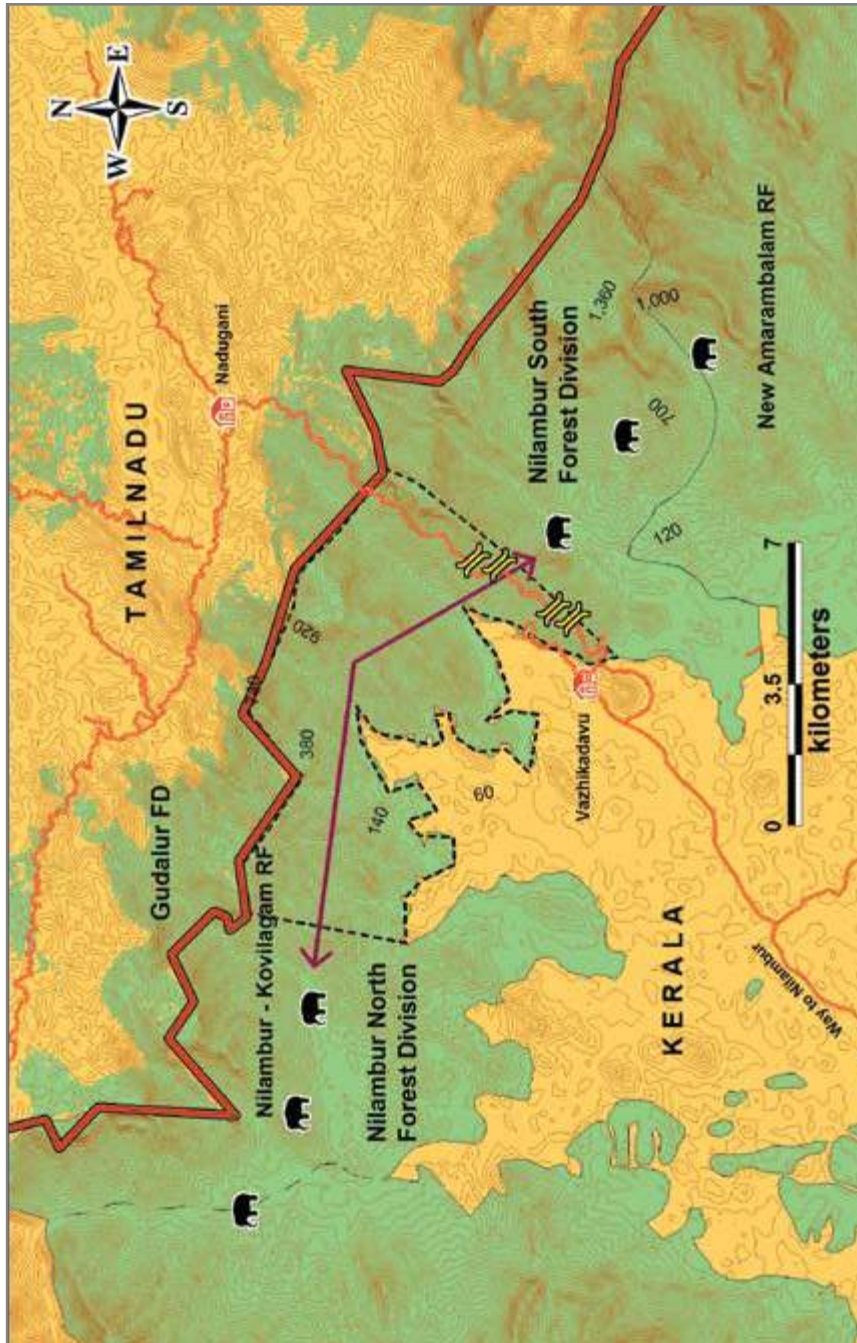 N
E
S
W
TAMILNADU
Nadugani
Gudalur FD
Nilambur - Kovilagam RF
920
380
140
60
Nilambur North
Forest Division
Nilambur South
Forest Division
1,360
1,000
700
120
New Amarambalam RF
Vazhikadavu
KERALA
Way to Nilambur
0
3.5
7
kilometers